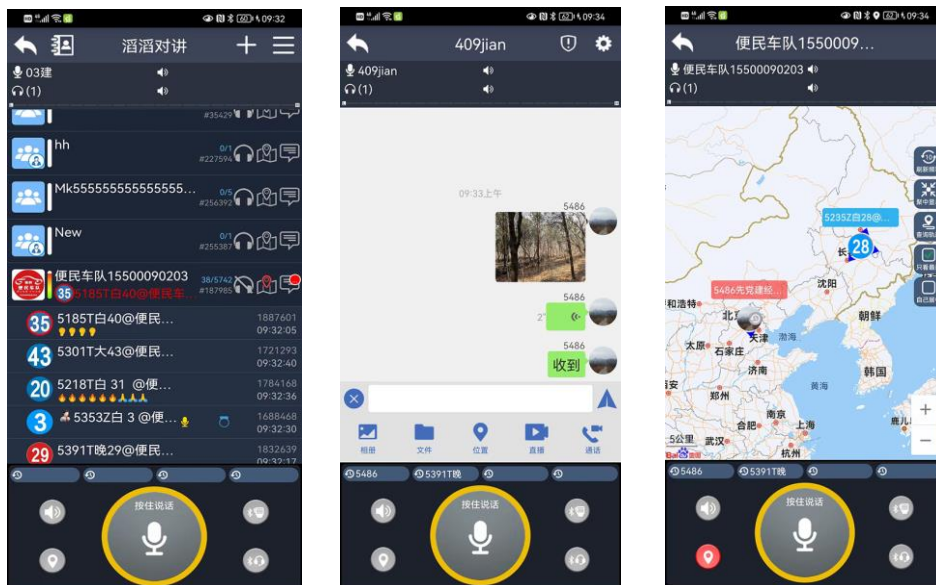 09:32
滔滔对讲
03建
(1)
#35429
hh
0/1
#227594
Mk5555555555555555...
0/5
#256392
New
0/1
#255387
便民车队15500090203
38/5742
35
5185T白40@便民车...
#187985
35
5185T白40@便民...
1887601
09:32:05
43
5301T大43@便民...
1721293
09:32:40
20
5218T白 31 @便...
1784168
09:32:36
3
5353Z白 3 @便...
1688468
09:32:30
29
5391T晚29@便民...
1832639
09:32:17
按住说话
09:34
409jian
409jian
(1)
09:33上午
5486
5486
2"
5486
收到
相册
文件
位置
直播
通话
5486
5391T晚
按住说话
09:34
便民车队1550009...
便民车队15500090203
(1)
5235Z白28@...
28
长
沈阳
5486先党建经...
和浩特
北京
天津
渤海
朝鲜
太原
石家庄
济南
韩国
黄海
郑州
南京
合肥
上海
鹿儿
5公里
武汉
杭州
5486
5391T晚
按住说话